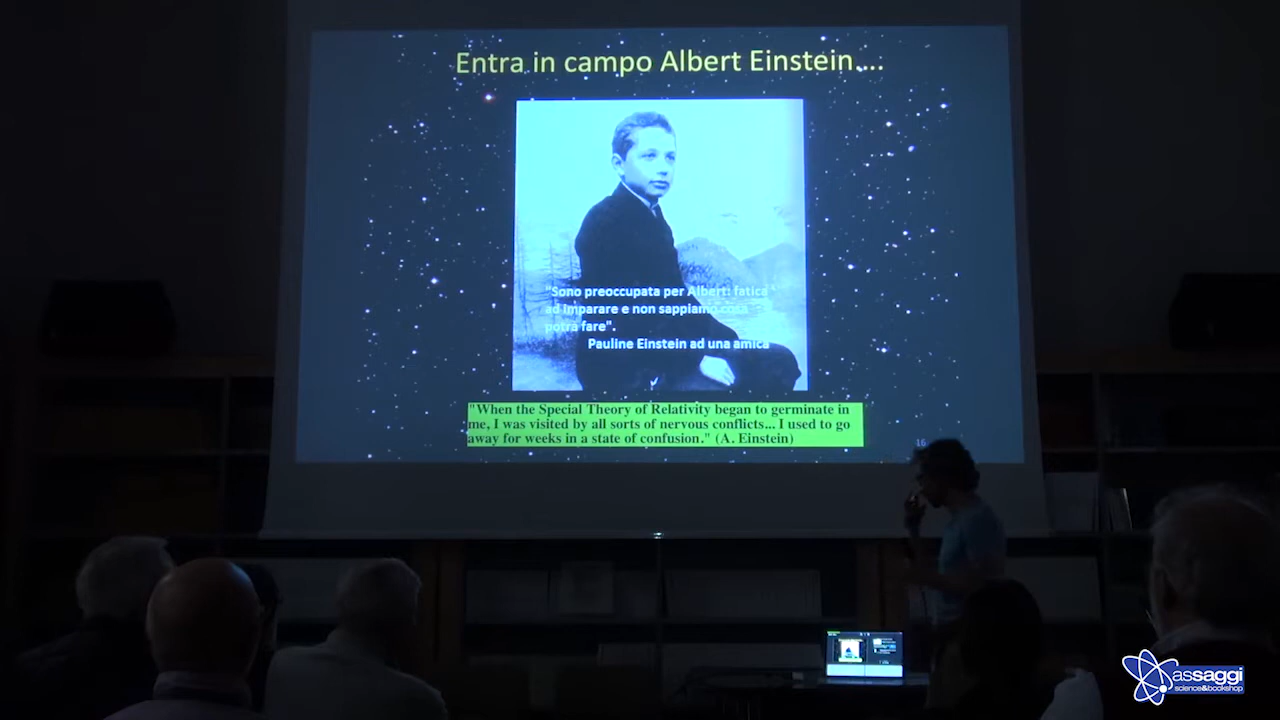 Entra in campo Albert Einstein....
"Sono preoccupata per Albert: fatica
ad imparare e non sappiamo cosa
potrà fare".
Pauline Einstein ad una amica
"When the Special Theory of Relativity began to germinate in
me, I was visited by all sorts of nervous conflicts... I used to go
away for weeks in a state of confusion." (A. Einstein)
16
assaggi
science&bookshop